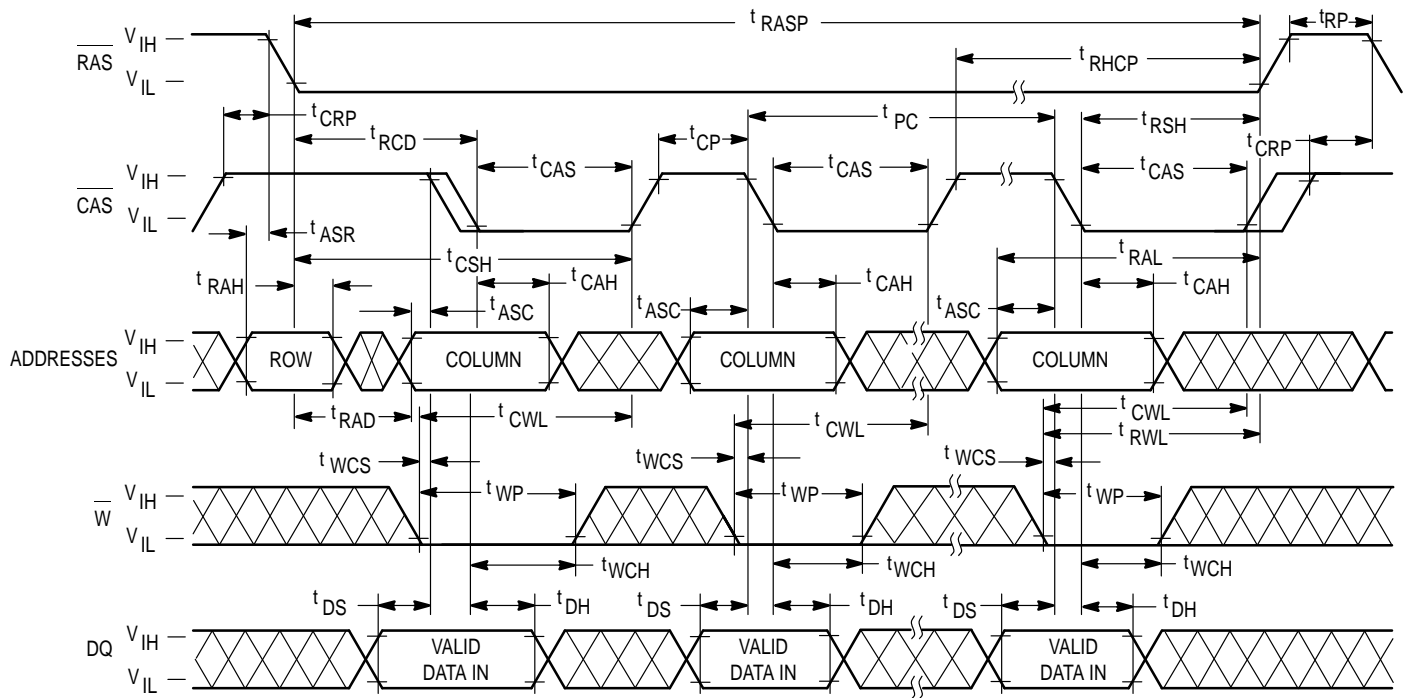 t RASP
tRP
V IH
RAS
V IL
t RHCP
t CRP
t RCD
t CP
t PC
t RSH
t CRP
V IH
CAS
V IL
t CAS
t CAS
t CAS
t ASR
t CSH
t RAL
t RAH
t CAH
t CAH
t CAH
t ASC
t ASC
t ASC
ADDRESSES
V IH
V IL
ROW
COLUMN
COLUMN
COLUMN
t RAD
t CWL
t CWL
t CWL
t RWL
t WCS
t WCS
t WCS
V IH
W
V IL
t WP
t WP
t WP
t WCH
t WCH
t WCH
t DS
t DH
t DS
t DH
t DS
t DH
DQ
V IH
V IL
VALID
DATA IN
VALID
DATA IN
VALID
DATA IN